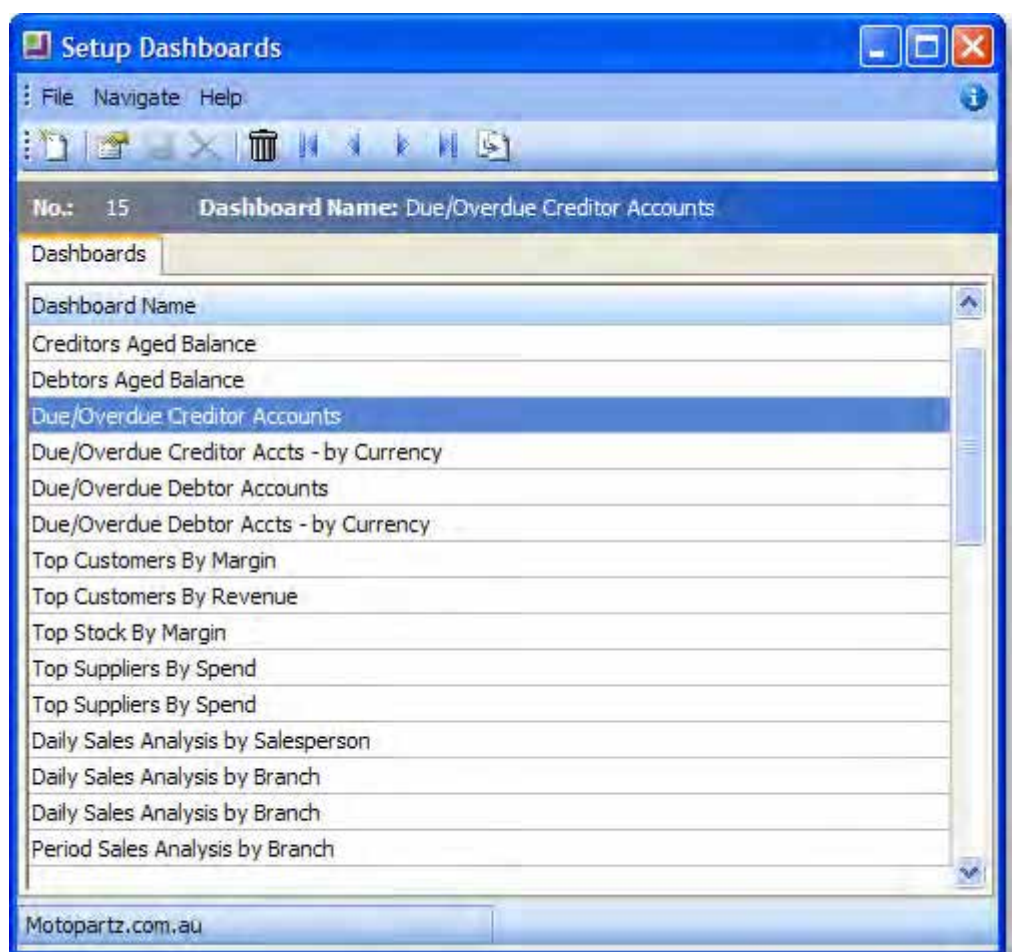 Setup Dashboards
File Navigate Help
No.: 15 Dashboard Name: Due/Overdue Creditor Accounts
Dashboards
Dashboard Name
Creditors Aged Balance
Debtors Aged Balance
Due/Overdue Creditor Accounts
Due/Overdue Creditor Accts - by Currency
Due/Overdue Debtor Accounts
Due/Overdue Debtor Accts - by Currency
Top Customers By Margin
Top Customers By Revenue
Top Stock By Margin
Top Suppliers By Spend
Top Suppliers By Spend
Daily Sales Analysis by Salesperson
Daily Sales Analysis by Branch
Daily Sales Analysis by Branch
Period Sales Analysis by Branch
Motopartz.com.au